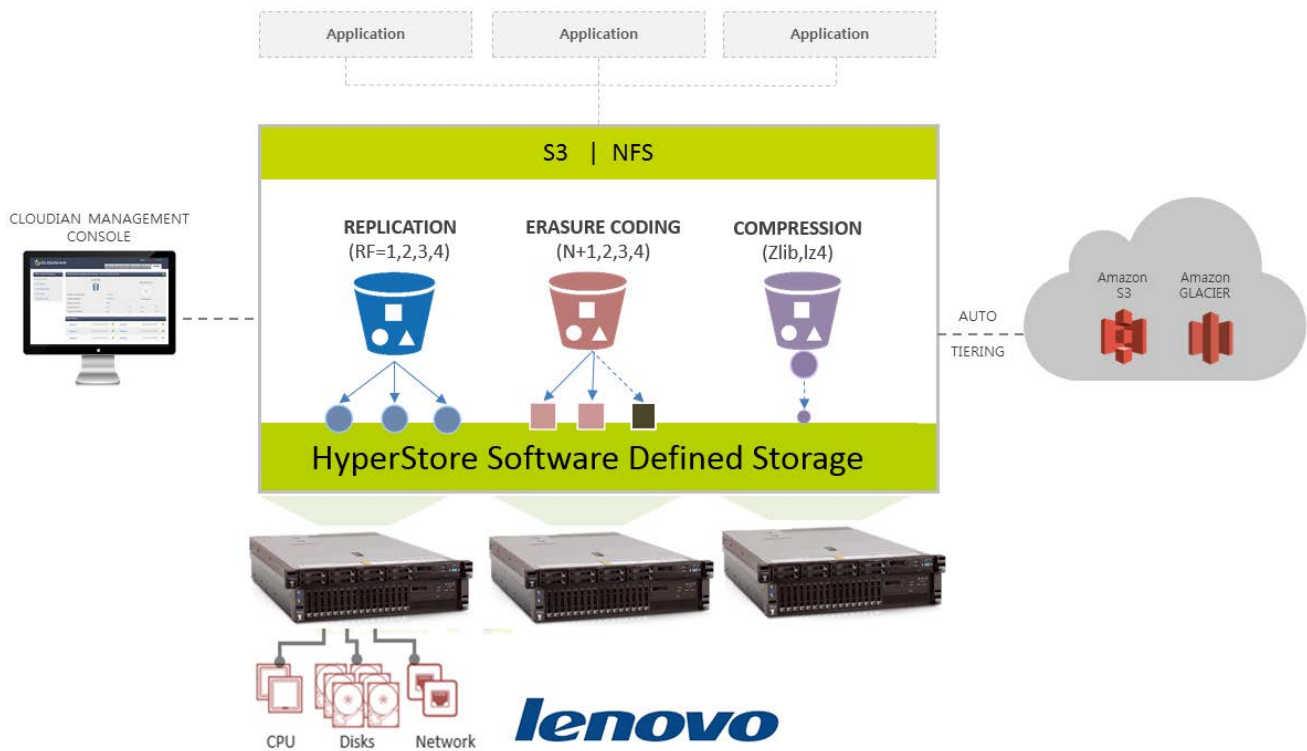 Application
Application
Application
S3 | NFS
CLOUDIAN MANAGEMENT
CONSOLE
REPLICATION
(RF=1,2,3,4)
ERASURE CODING
(N+1,2,3,4)
COMPRESSION
(Zlib,lz4)
AUTO
TIERING
Amazon
S3
Amazon
GLACIER
HyperStore Software Defined Storage
CPU
Disks
Network
lenovo